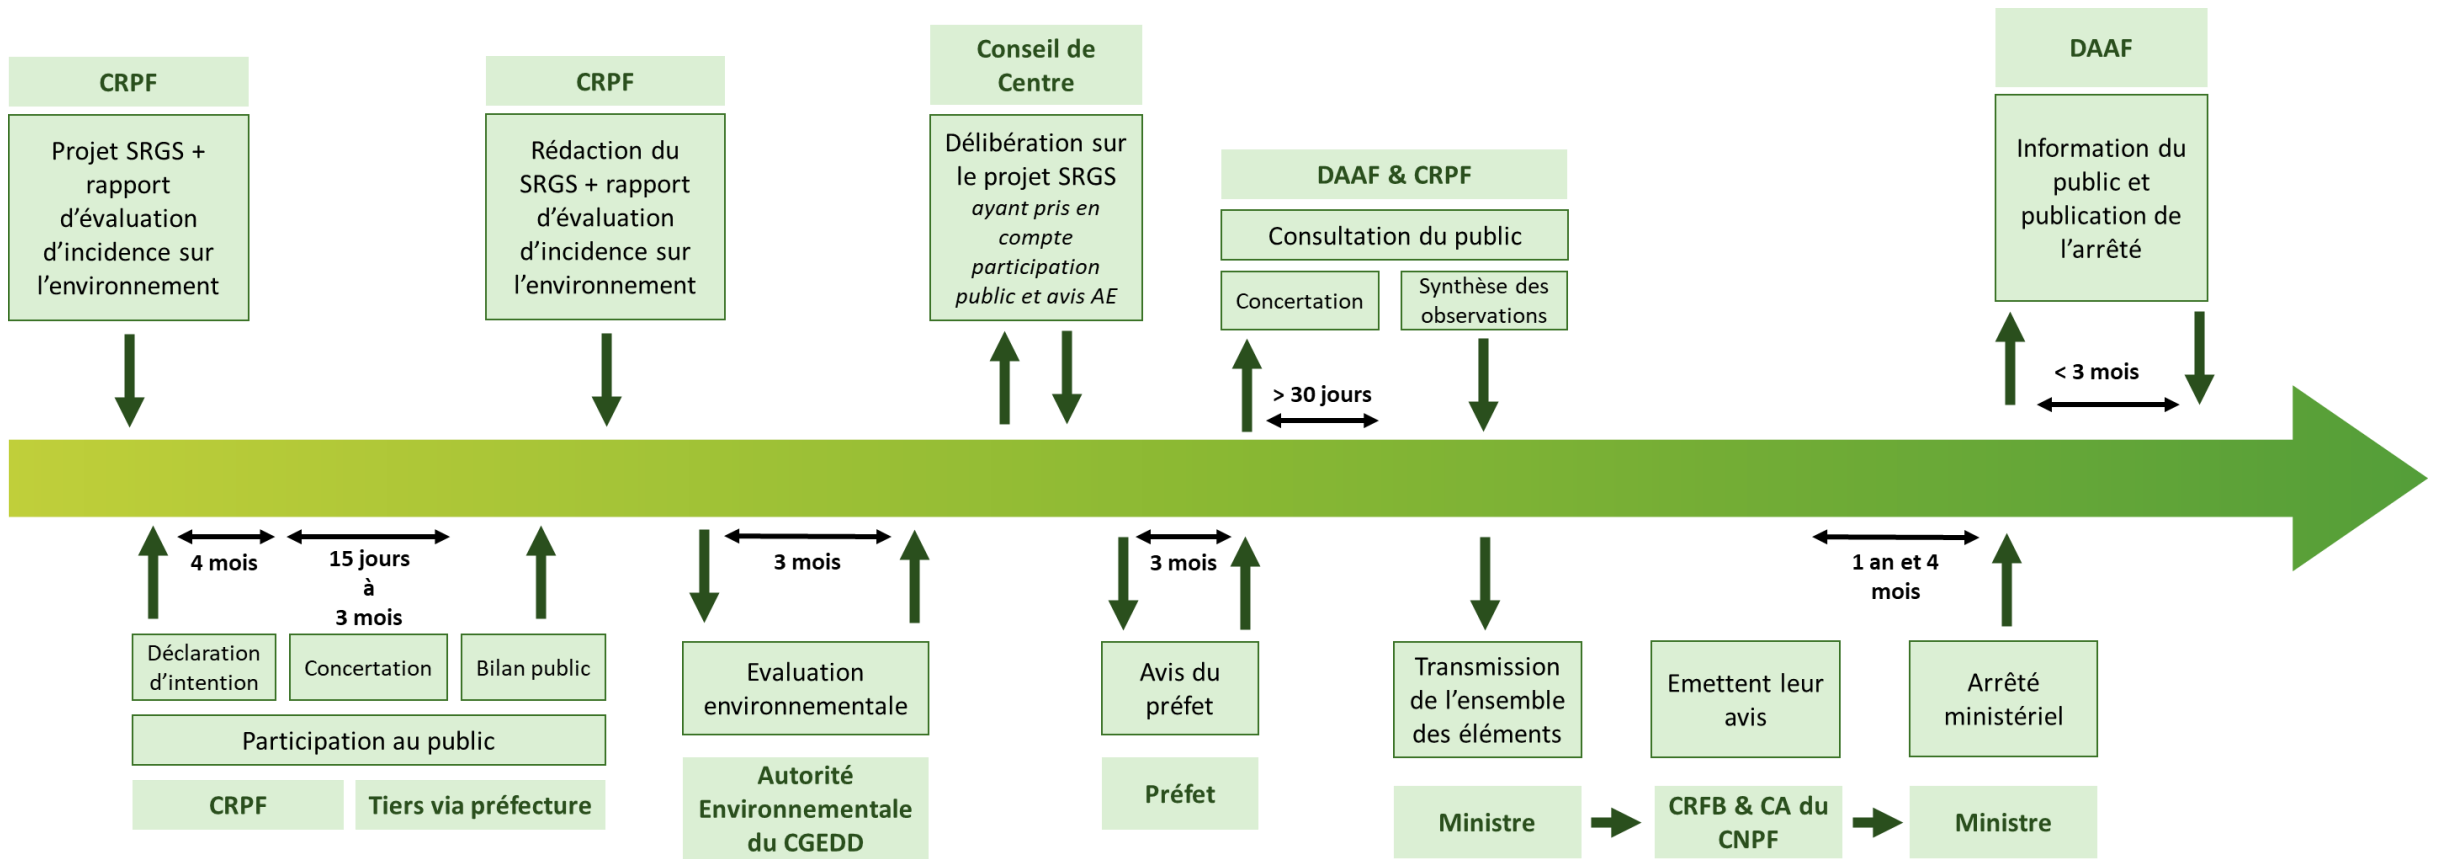 CRPF
Projet SRGS +
rapport
d’évaluation
d’incidence sur
l’environnement
CRPF
Rédaction du
SRGS + rapport
d’évaluation
d’incidence sur
l’environnement
Conseil de
Centre
Délibération sur
le projet SRGS
ayant pris en
compte
participation
public et avis AE
DAAF & CRPF
Consultation du public
Concertation
Synthèse des
observations
> 30 jours
DAAF
Information du
public et
publication de
l’arrêté
< 3 mois
4 mois
15 jours
à
3 mois
Déclaration
d’intention
Concertation
Bilan public
Participation au public
CRPF
Tiers via préfecture
3 mois
Evaluation
environnementale
Autorité
Environnementale
du CGEDD
3 mois
Avis du
préfet
Préfet
Transmission
de l’ensemble
des éléments
Ministre
Emettent leur
avis
CRFB & CA du
CNPF
1 an et 4
mois
Arrêté
ministériel
Ministre